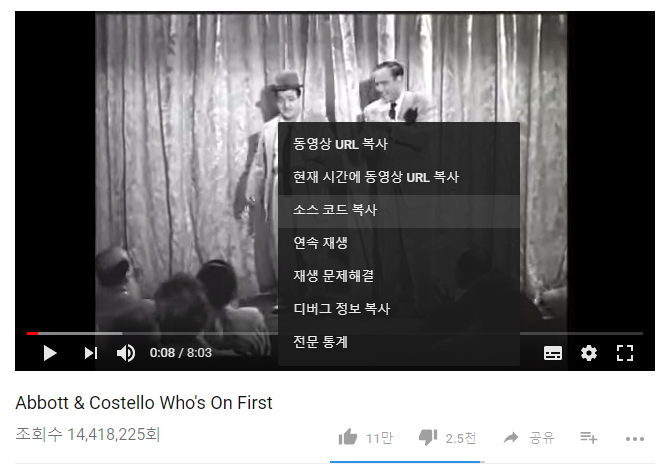 동영상 URL 복사
현재 시간에 동영상 URL 복사
소스 코드 복사
연속 재생
재생 문제해결
디버그 정보 복사
전문 통계
0:08 / 8:03
Abbott & Costello Who's On First
조회수 14,418,225회
11만 2.5천 공유